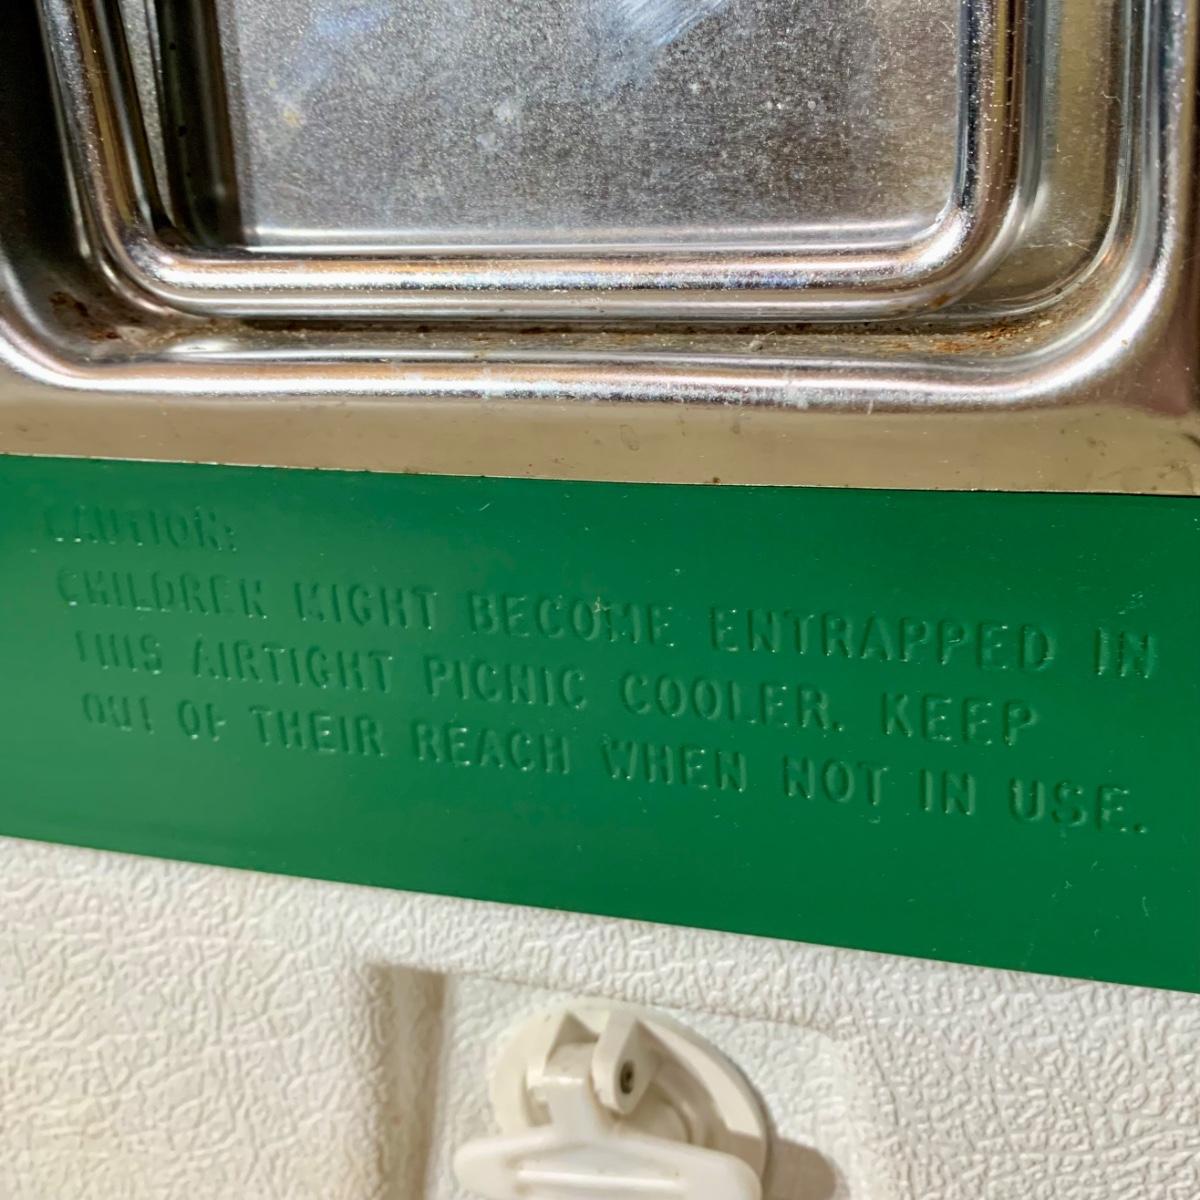 CAUTION:
CHILDREN MIGHT BECOME ENTRAPPED IN
THIS AIRTIGHT PICNIC COOLER. KEEP
OUT OF THEIR REACH WHEN NOT IN USE.